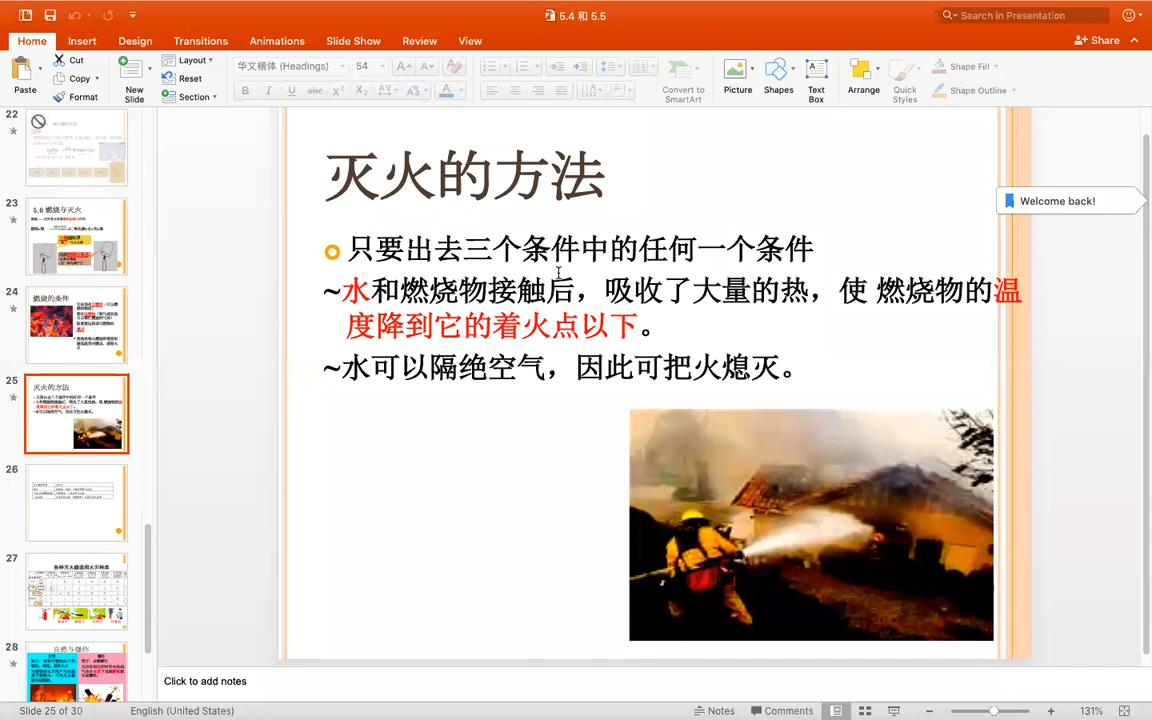 5.4 和 5.5
Search in Presentation
Home Insert Design Transitions Animations Slide Show Review View
Share
Paste
Cut
Copy
Format
New Slide
Layout
Reset
Section
华文楷体 (Headings) 54
Convert to SmartArt
Picture
Shapes
Text Box
Arrange
Quick Styles
Shape Fill
Shape Outline
22
23
5.6 燃烧与灭火
24
燃烧的条件
25
灭火的方法
26
27
各种灭火器适用火灾种类
28
自燃与爆炸
灭火的方法
只要出去三个条件中的任何一个条件
~水和燃烧物接触后，吸收了大量的热，使 燃烧物的温
度降到它的着火点以下。
~水可以隔绝空气，因此可把火熄灭。
Welcome back!
Click to add notes
Slide 25 of 30
English (United States)
Notes
Comments
131%